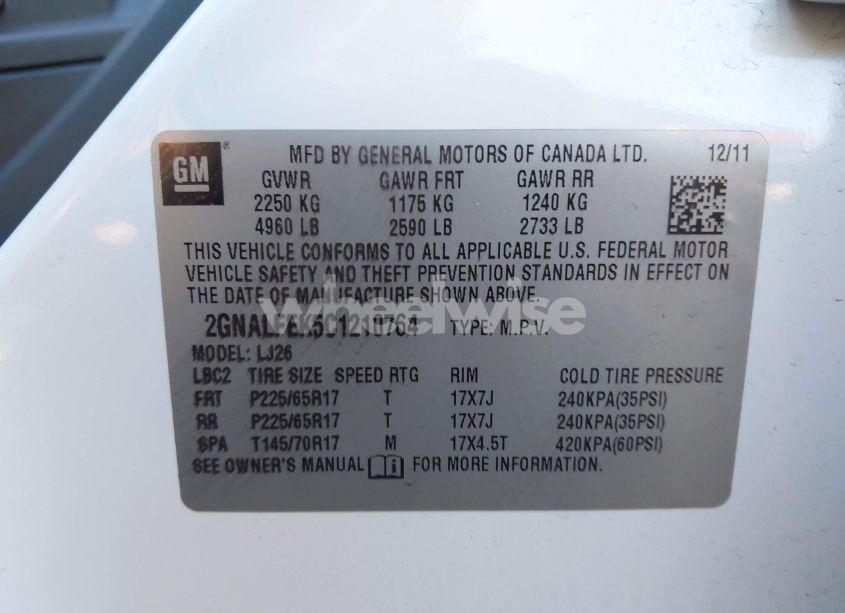 GM
MFD BY GENERAL MOTORS OF CANADA LTD. 12/11
GVWR GAWR FRT GAWR RR
2250 KG 1175 KG 1240 KG
4960 LB 2590 LB 2733 LB
THIS VEHICLE CONFORMS TO ALL APPLICABLE U.S. FEDERAL MOTOR
VEHICLE SAFETY AND THEFT PREVENTION STANDARDS IN EFFECT ON
THE DATE OF MANUFACTURE SHOWN ABOVE.
wheelwise
TYPE: M.P.V.
MODEL: LJ26
LBC2 TIRE SIZE SPEED RTG RIM COLD TIRE PRESSURE
FRT P225/65R17 T 17X7J 240KPA(35PSI)
RR P225/65R17 T 17X7J 240KPA(35PSI)
SPA T145/70R17 M 17X4.5T 420KPA(60PSI)
SEE OWNER'S MANUAL i FOR MORE INFORMATION.